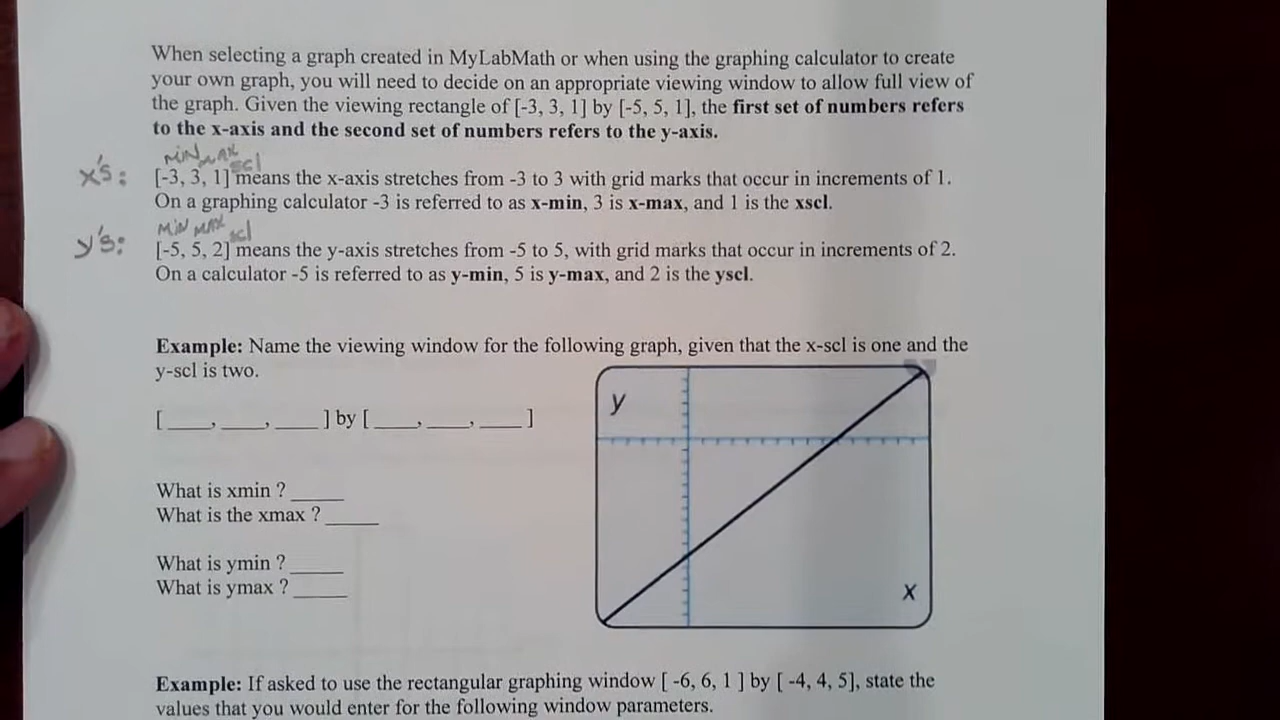 When selecting a graph created in MyLabMath or when using the graphing calculator to create
your own graph, you will need to decide on an appropriate viewing window to allow full view of
the graph. Given the viewing rectangle of [-3, 3, 1] by [-5, 5, 1], the first set of numbers refers
to the x-axis and the second set of numbers refers to the y-axis.
MIN MAX scl
x's: [-3, 3, 1] means the x-axis stretches from -3 to 3 with grid marks that occur in increments of 1.
On a graphing calculator -3 is referred to as x-min, 3 is x-max, and 1 is the xscl.
MIN MAX scl
y's: [-5, 5, 2] means the y-axis stretches from -5 to 5, with grid marks that occur in increments of 2.
On a calculator -5 is referred to as y-min, 5 is y-max, and 2 is the yscl.
Example: Name the viewing window for the following graph, given that the x-scl is one and the
y-scl is two.
[ ____, ____, ____ ] by [ ____, ____, ____ ]
y
What is xmin ? _____
What is the xmax ? _____
What is ymin ? _____
What is ymax ? _____
x
Example: If asked to use the rectangular graphing window [ -6, 6, 1 ] by [ -4, 4, 5], state the
values that you would enter for the following window parameters.